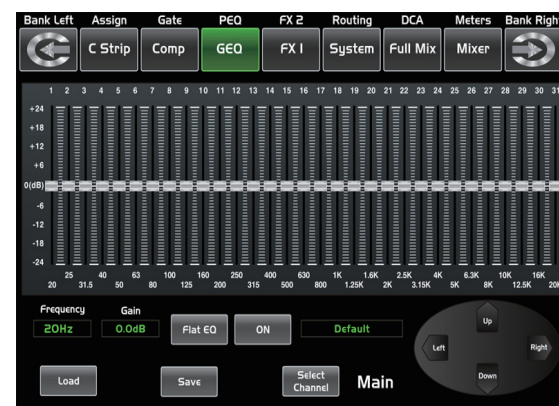 Bank Left Assign Gate PEQ FX 2 Routing DCA Meters Bank Right
C Strip Comp GEQ FX 1 System Full Mix Mixer
1 2 3 4 5 6 7 8 9 10 11 12 13 14 15 16 17 18 19 20 21 22 23 24 25 26 27 28 29 30 31
+24
+18
+12
+6
0(dB)
-6
-12
-18
-24
25 40 63 100 160 250 400 630 1K 1.6K 2.5K 4K 6.3K 10K 16K
20 31.5 50 80 125 200 315 500 800 1.25K 2K 3.15K 5K 8K 12.5K 20K
Frequency Gain
20Hz 0.0dB Flat EQ ON Default
Up
Left Right
Down
Load Save Select Channel Main